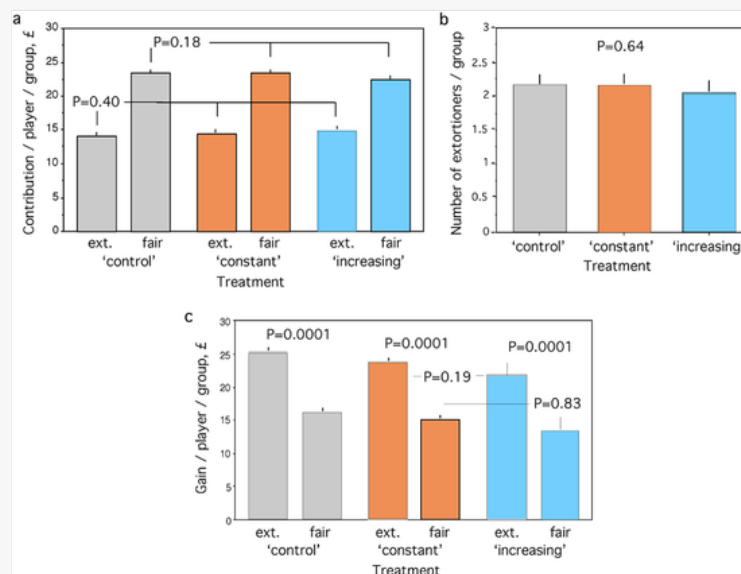 a
P=0.18
P=0.40
Contribution / player / group, £
30
25
20
15
10
5
0
ext. fair ext. fair ext. fair
'control' 'constant' 'increasing'
Treatment
b
P=0.64
Number of extortioners / group
3
2.5
2
1.5
1
0.5
0
'control' 'constant' 'increasing'
Treatment
c
P=0.0001 P=0.0001 P=0.0001
P=0.19
P=0.83
Gain / player / group, £
30
25
20
15
10
5
0
ext. fair ext. fair ext. fair
'control' 'constant' 'increasing'
Treatment